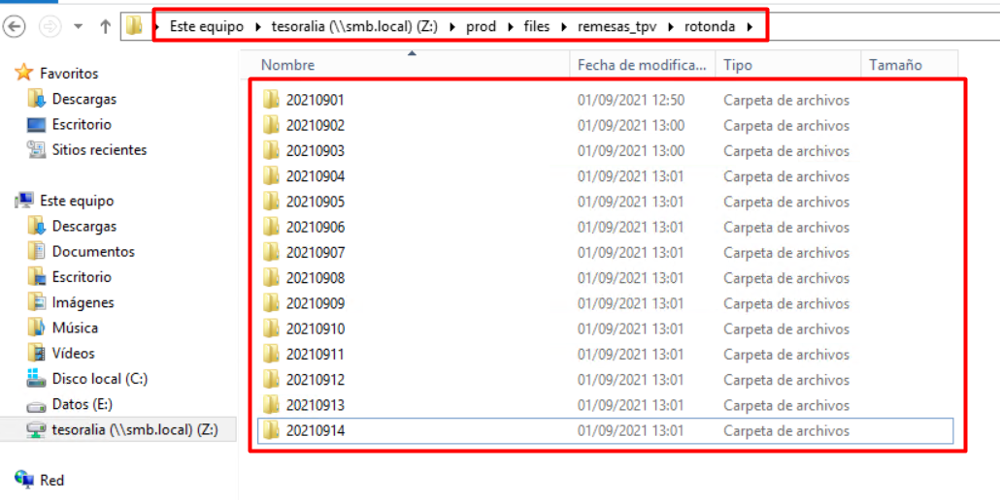 Este equipo tesoralia (\\smb.local) (Z:) prod files remesas_tpv rotonda
Nombre Fecha de modifica... Tipo Tamaño
Favoritos
Descargas
Escritorio
Sitios recientes
Este equipo
Descargas
Documentos
Escritorio
Imágenes
Música
Vídeos
Disco local (C:)
Datos (E:)
tesoralia (\\smb.local) (Z:)
Red
20210901 01/09/2021 12:50 Carpeta de archivos
20210902 01/09/2021 13:00 Carpeta de archivos
20210903 01/09/2021 13:00 Carpeta de archivos
20210904 01/09/2021 13:01 Carpeta de archivos
20210905 01/09/2021 13:01 Carpeta de archivos
20210906 01/09/2021 13:01 Carpeta de archivos
20210907 01/09/2021 13:01 Carpeta de archivos
20210908 01/09/2021 13:01 Carpeta de archivos
20210909 01/09/2021 13:01 Carpeta de archivos
20210910 01/09/2021 13:01 Carpeta de archivos
20210911 01/09/2021 13:01 Carpeta de archivos
20210912 01/09/2021 13:01 Carpeta de archivos
20210913 01/09/2021 13:01 Carpeta de archivos
20210914 01/09/2021 13:01 Carpeta de archivos